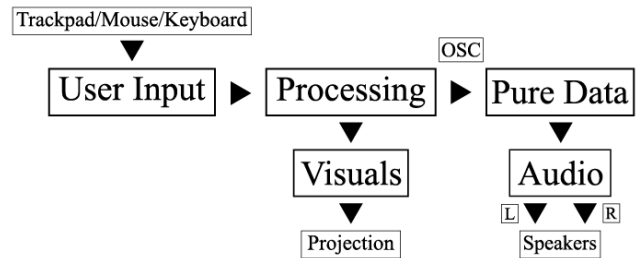 Trackpad/Mouse/Keyboard
OSC
User Input
Processing
Pure Data
Visuals
Audio
L
R
Projection
Speakers